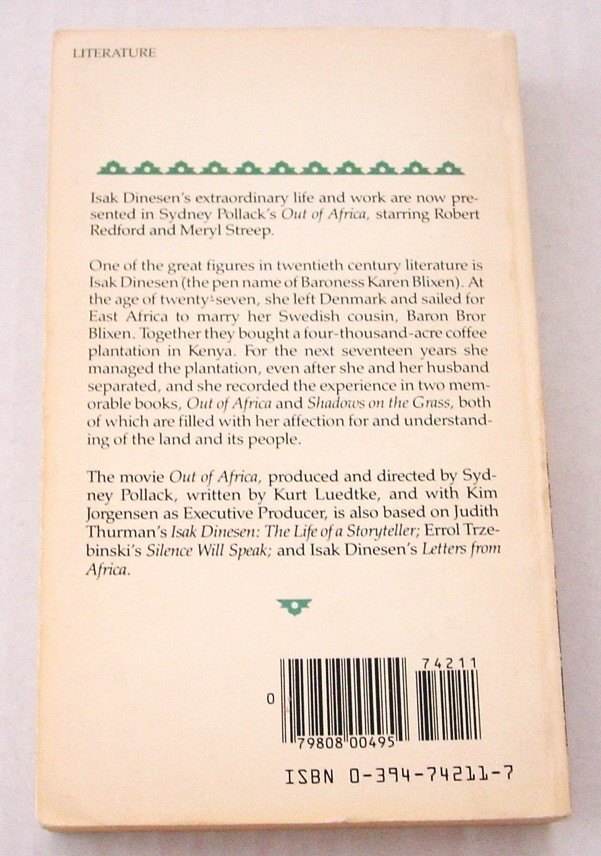 LITERATURE
Isak Dinesen's extraordinary life and work are now pre-
sented in Sydney Pollack's Out of Africa, starring Robert
Redford and Meryl Streep.
One of the great figures in twentieth century literature is
Isak Dinesen (the pen name of Baroness Karen Blixen). At
the age of twenty-seven, she left Denmark and sailed for
East Africa to marry her Swedish cousin, Baron Bror
Blixen. Together they bought a four-thousand-acre coffee
plantation in Kenya. For the next seventeen years she
managed the plantation, even after she and her husband
separated, and she recorded the experience in two mem-
orable books, Out of Africa and Shadows on the Grass, both
of which are filled with her affection for and understand-
ing of the land and its people.
The movie Out of Africa, produced and directed by Syd-
ney Pollack, written by Kurt Luedtke, and with Kim
Jorgensen as Executive Producer, is also based on Judith
Thurman's Isak Dinesen: The Life of a Storyteller; Errol Trze-
binski's Silence Will Speak; and Isak Dinesen's Letters from
Africa.
74211
0 79808 00495
ISBN 0-394-74211-7